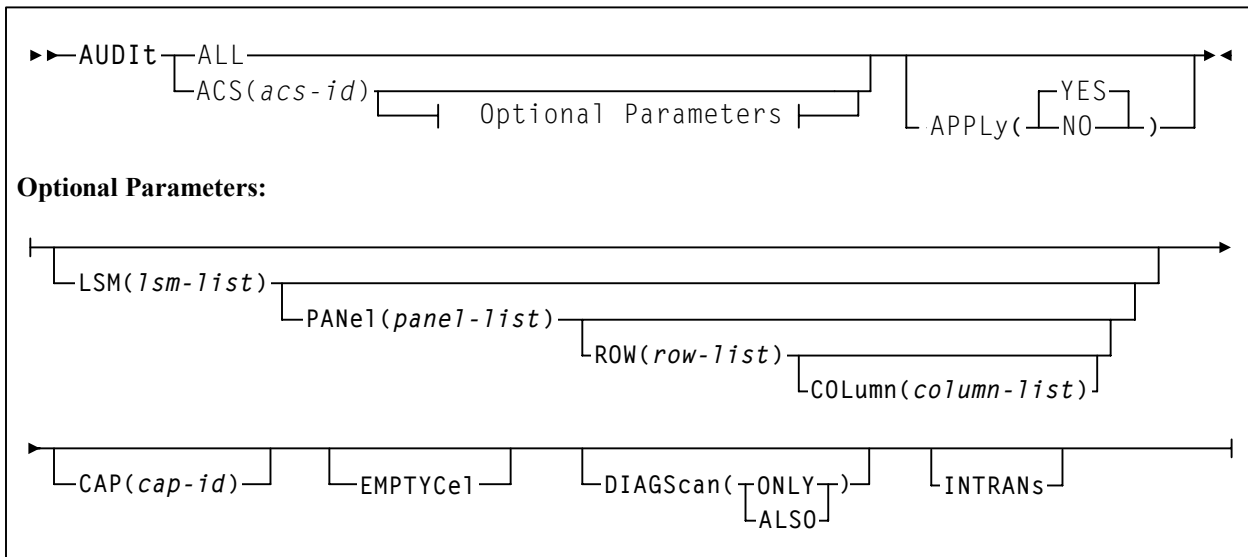 AUDIt ALL
ACS(acs-id)
Optional Parameters
APPLy( YES
NO )
Optional Parameters:
LSM(lsm-list)
PANel(panel-list)
ROW(row-list)
COLumn(column-list)
CAP(cap-id) EMPTYCel DIAGScan( ONLY ) INTRANs
ALSO